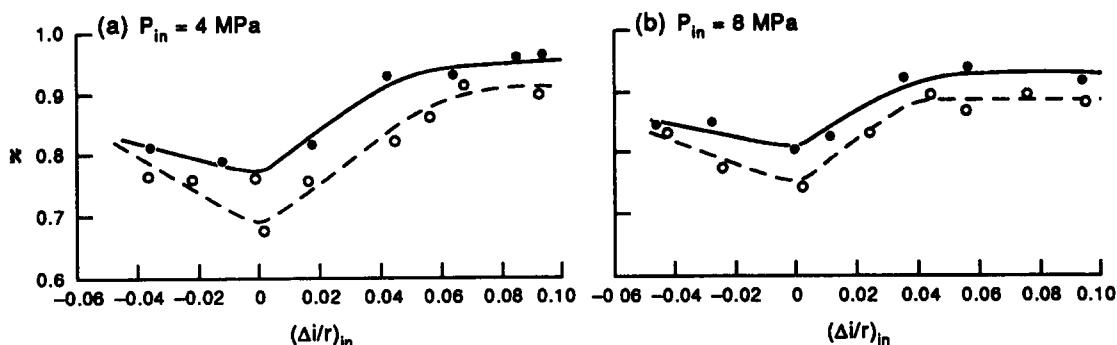 (a) P_in = 4 MPa
(b) P_in = 8 MPa
1.0
0.9
0.8
0.7
0.6
ϰ
−0.06 −0.04 −0.02 0 0.02 0.04 0.06 0.08 0.10
−0 06 −0.04 −0.02 0 0.02 0.04 0.06 0.08 0.10
(Δi/r)_in
(Δi/r)_in